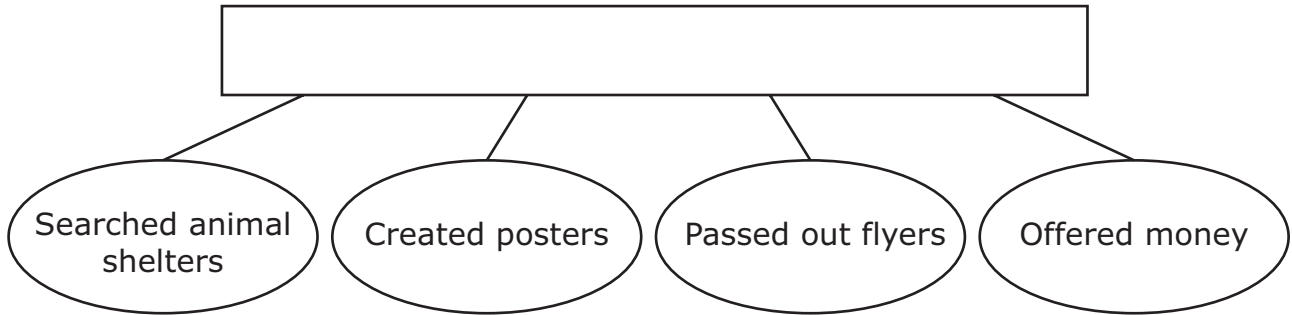 Searched animal
shelters
Created posters
Passed out flyers
Offered money